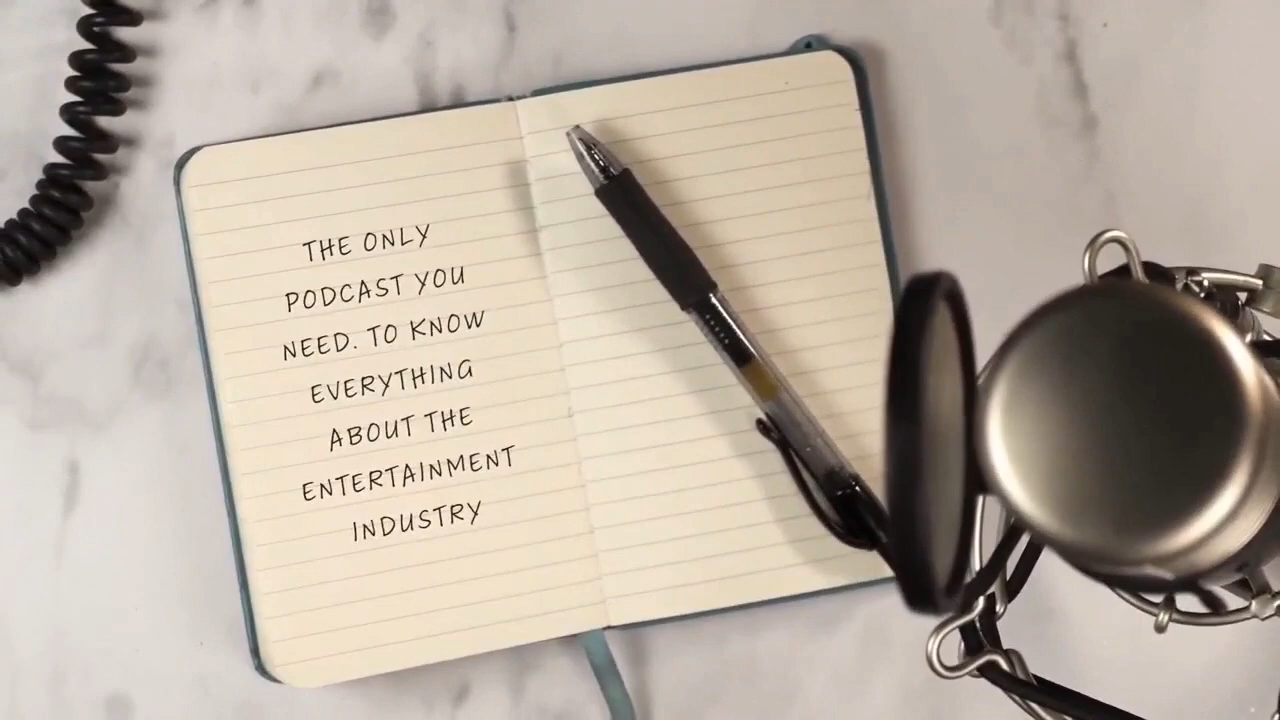 THE ONLY
PODCAST YOU
NEED. TO KNOW
EVERYTHING
ABOUT THE
ENTERTAINMENT
INDUSTRY